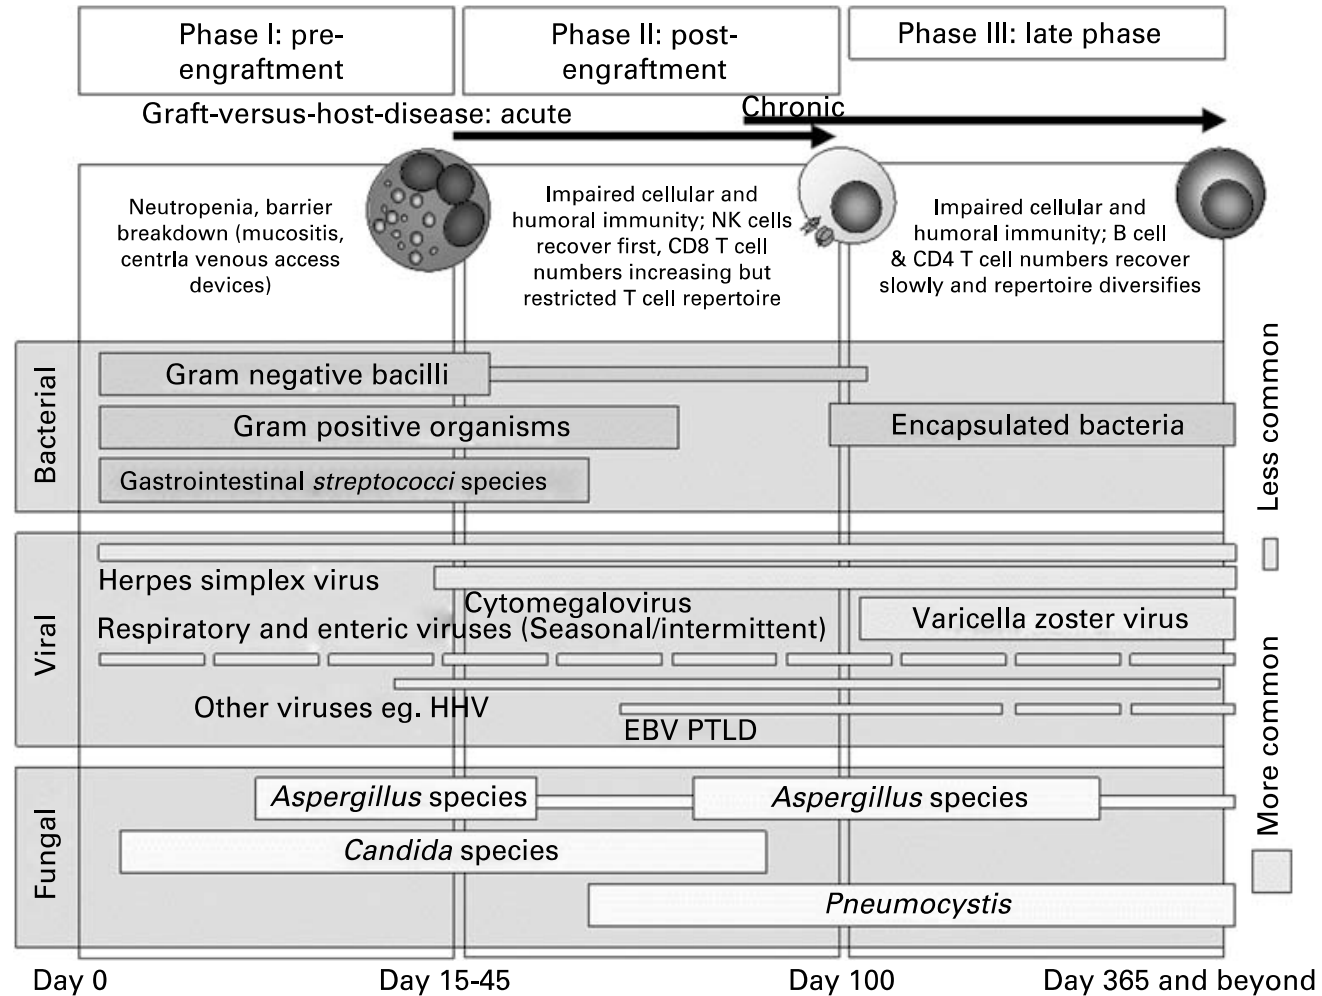 Phase I: pre-
engraftment
Phase II: post-
engraftment
Phase III: late phase
Graft-versus-host-disease: acute
Chronic
Neutropenia, barrier
breakdown (mucositis,
centrla venous access
devices)
Impaired cellular and
humoral immunity; NK cells
recover first, CD8 T cell
numbers increasing but
restricted T cell repertoire
Impaired cellular and
humoral immunity; B cell
& CD4 T cell numbers recover
slowly and repertoire diversifies
Bacterial
Gram negative bacilli
Gram positive organisms
Encapsulated bacteria
Gastrointestinal streptococci species
Viral
Herpes simplex virus
Cytomegalovirus
Respiratory and enteric viruses (Seasonal/intermittent)
Varicella zoster virus
Other viruses eg. HHV
EBV PTLD
Fungal
Aspergillus species
Aspergillus species
Candida species
Pneumocystis
Less common
More common
Day 0
Day 15-45
Day 100
Day 365 and beyond